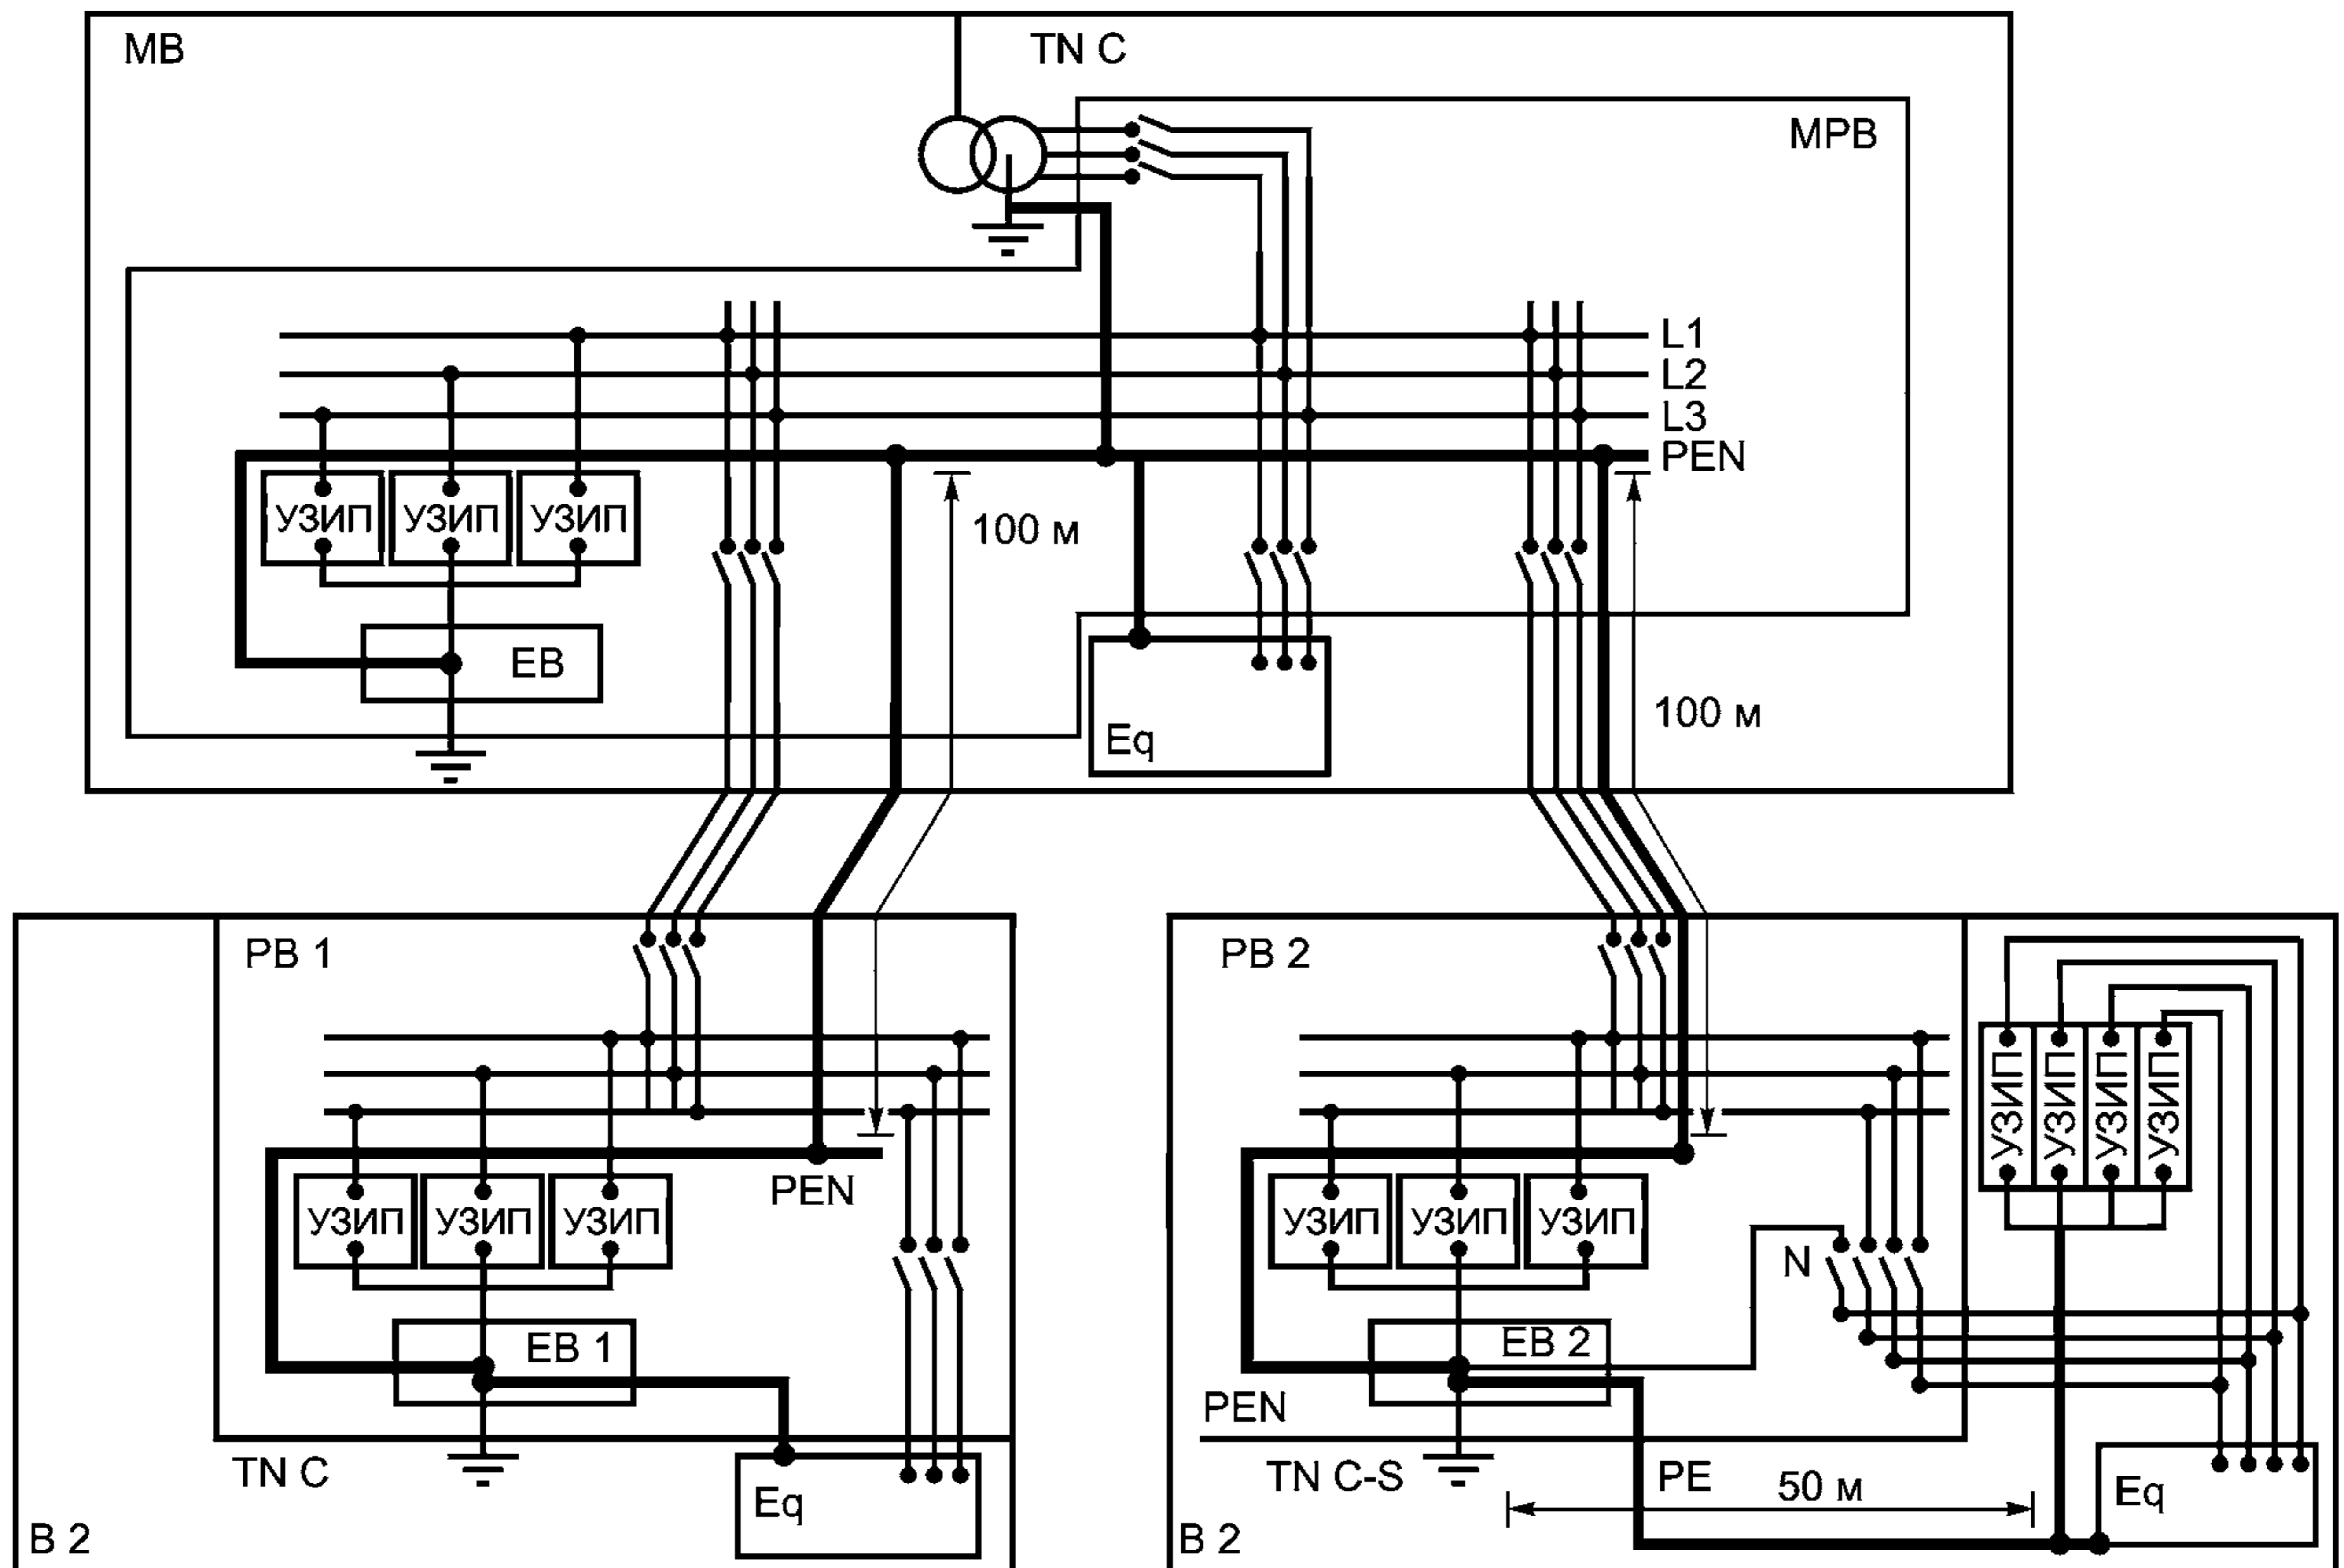 MB
TN C
MPB
L1
L2
L3
PEN
УЗИП
УЗИП
УЗИП
100 м
EB
Eq
100 м
PB 1
PEN
УЗИП
УЗИП
УЗИП
EB 1
TN C
Eq
B 2
PB 2
УЗИП
УЗИП
УЗИП
УЗИП
УЗИП
УЗИП
УЗИП
N
EB 2
PEN
TN C-S
PE
50 м
Eq
B 2